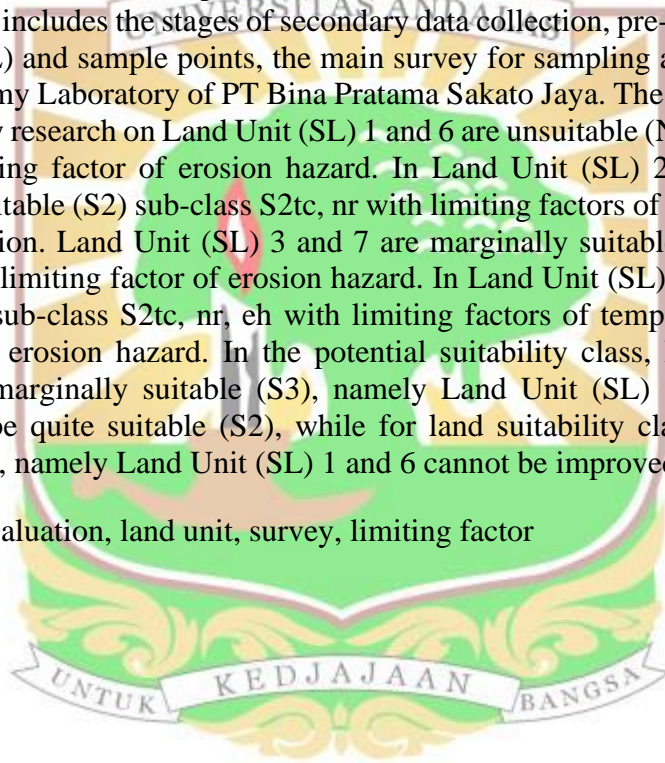 UNIVERSITAS ANDALAS
includes the stages of secondary data collection, pre-
) and sample points, the main survey for sampling a
my Laboratory of PT Bina Pratama Sakato Jaya. The
research on Land Unit (SL) 1 and 6 are unsuitable (N
ing factor of erosion hazard. In Land Unit (SL) 2
itable (S2) sub-class S2tc, nr with limiting factors of
ion. Land Unit (SL) 3 and 7 are marginally suitable
limiting factor of erosion hazard. In Land Unit (SL)
sub-class S2tc, nr, eh with limiting factors of temp
erosion hazard. In the potential suitability class,
marginally suitable (S3), namely Land Unit (SL)
be quite suitable (S2), while for land suitability cla
, namely Land Unit (SL) 1 and 6 cannot be improved
aluation, land unit, survey, limiting factor
UNTUK KEDJAJAAN BANGSA